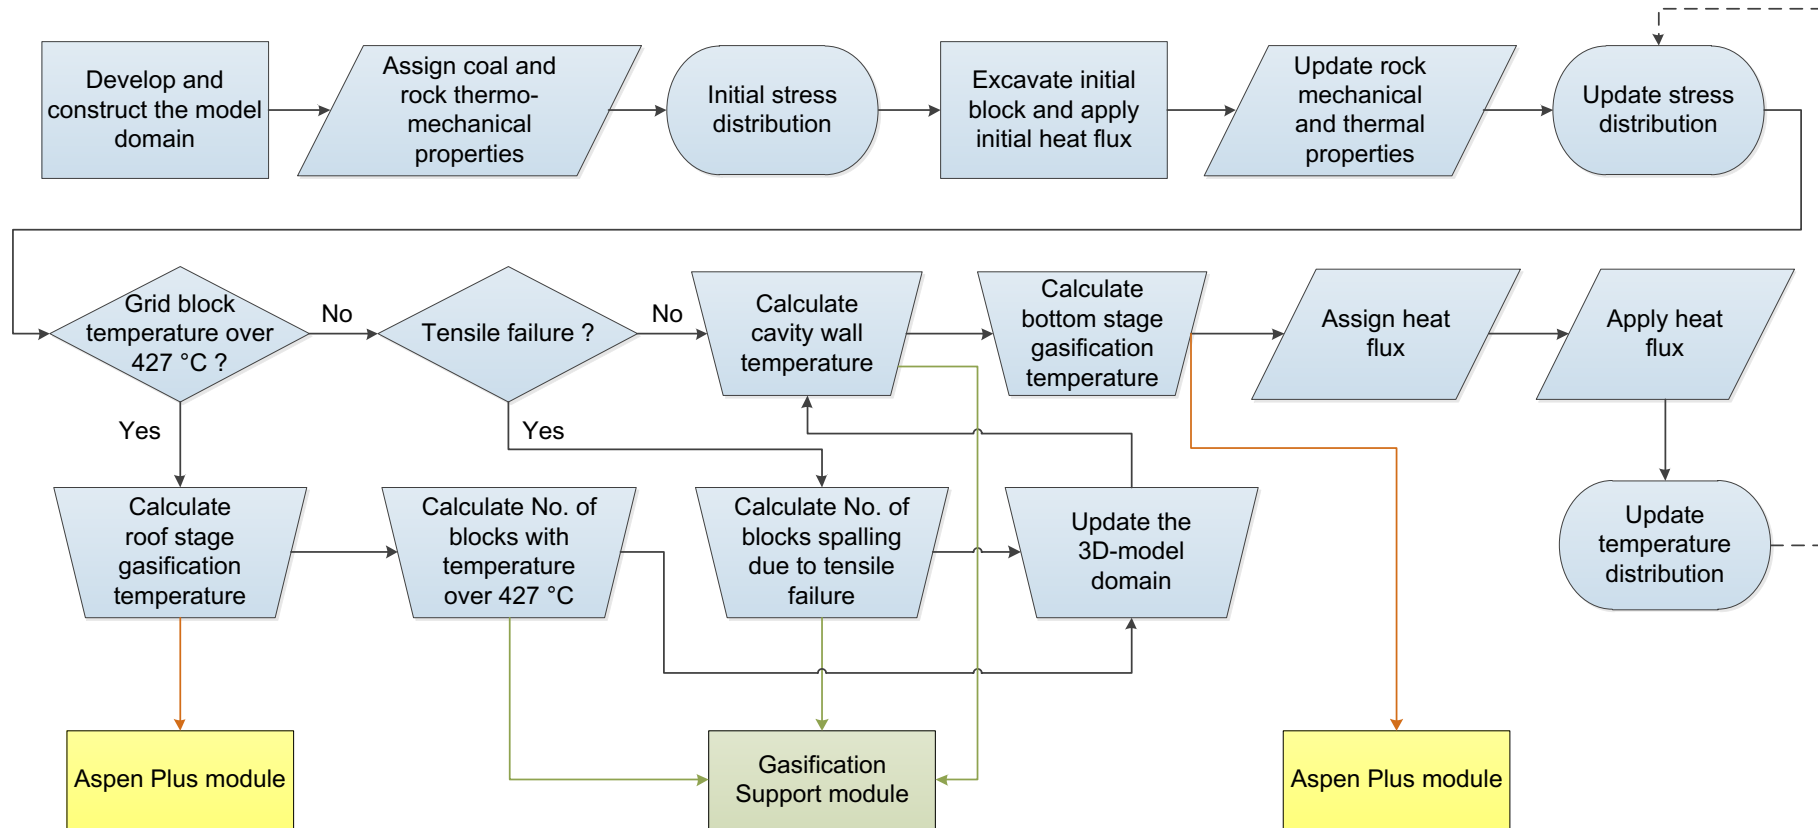 Develop and
construct the model
domain
Assign coal and
rock thermo-
mechanical
properties
Initial stress
distribution
Excavate initial
block and apply
initial heat flux
Update rock
mechanical
and thermal
properties
Update stress
distribution
Grid block
temperature over
427 °C ?
No
Tensile failure ?
No
Calculate
cavity wall
temperature
Calculate
bottom stage
gasification
temperature
Assign heat
flux
Apply heat
flux
Yes
Yes
Calculate
roof stage
gasification
temperature
Calculate No. of
blocks with
temperature
over 427 °C
Calculate No. of
blocks spalling
due to tensile
failure
Update the
3D-model
domain
Update
temperature
distribution
Aspen Plus module
Gasification
Support module
Aspen Plus module